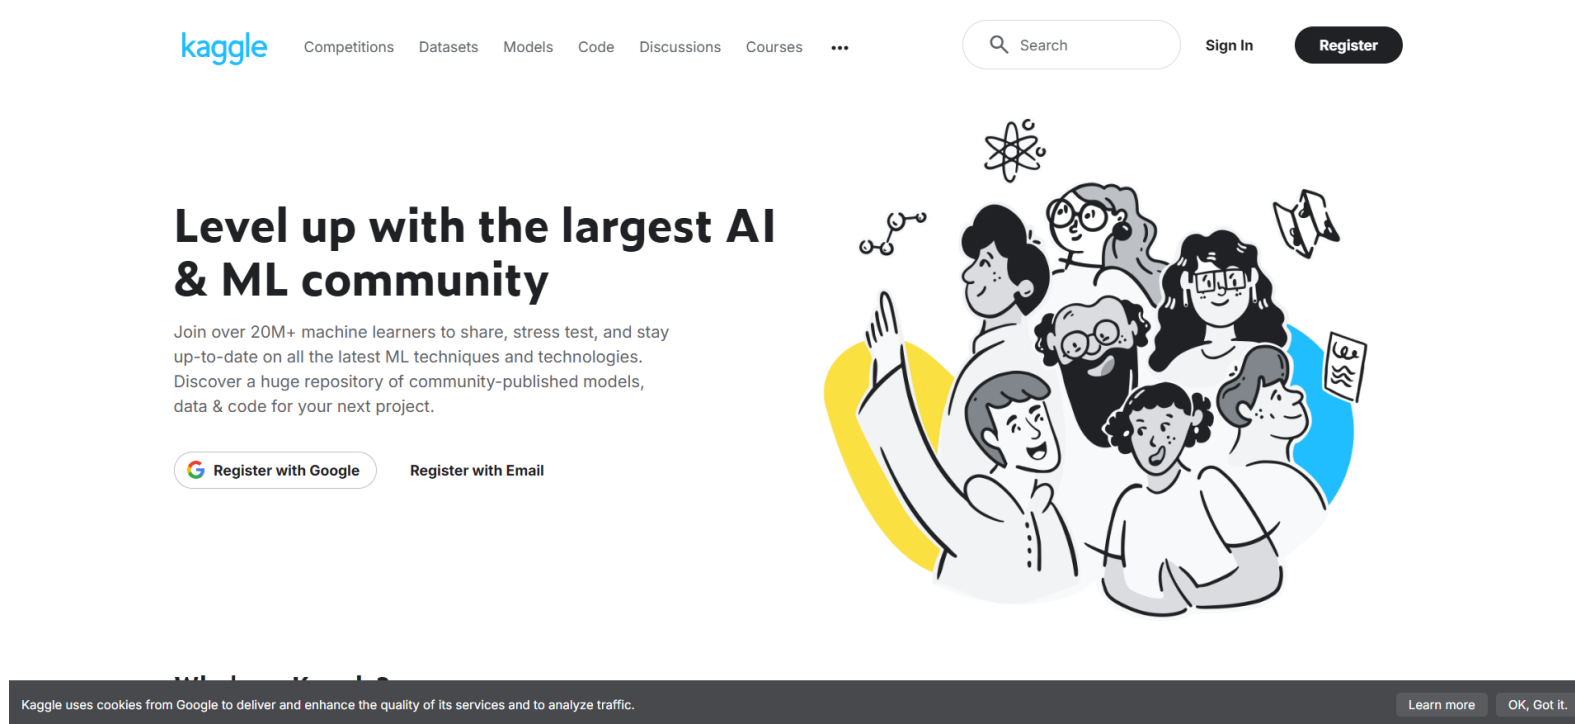 kaggle
Competitions Datasets Models Code Discussions Courses ••• Search Sign In Register
Level up with the largest AI
& ML community
Join over 20M+ machine learners to share, stress test, and stay
up-to-date on all the latest ML techniques and technologies.
Discover a huge repository of community-published models,
data & code for your next project.
Register with Google Register with Email
Kaggle uses cookies from Google to deliver and enhance the quality of its services and to analyze traffic. Learn more OK, Got it.